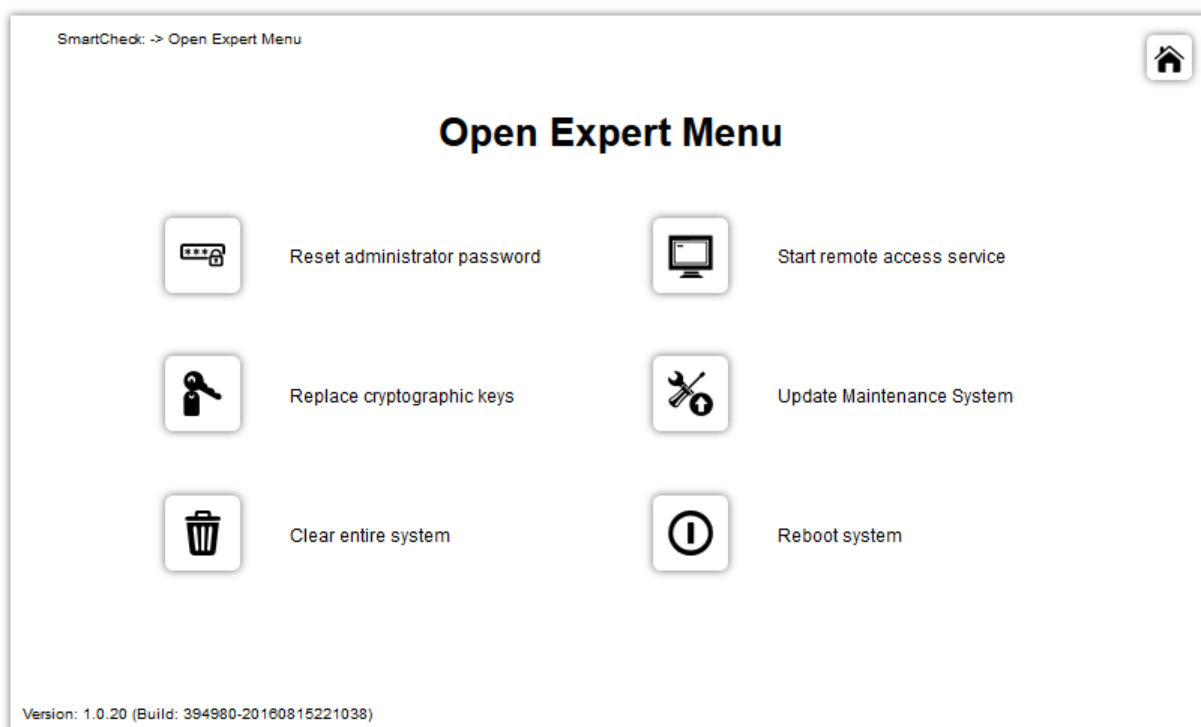 SmartCheck: -> Open Expert Menu
Open Expert Menu
***
Reset administrator password
Start remote access service
Replace cryptographic keys
Update Maintenance System
Clear entire system
Reboot system
Version: 1.0.20 (Build: 394980-20160815221038)